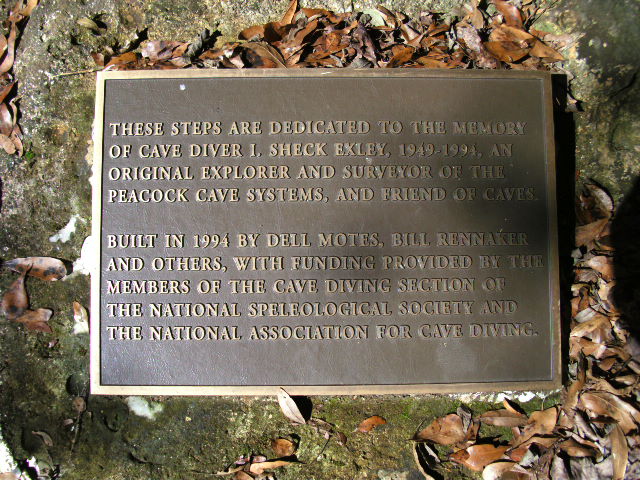 THESE STEPS ARE DEDICATED TO THE MEMORY
OF CAVE DIVER I. SHECK EXLEY, 1949-1994, AN
ORIGINAL EXPLORER AND SURVEYOR OF THE
PEACOCK CAVE SYSTEMS, AND FRIEND OF CAVES.
BUILT IN 1994 BY DELL MOTES, BILL RENNAKER
AND OTHERS, WITH FUNDING PROVIDED BY THE
MEMBERS OF THE CAVE DIVING SECTION OF
THE NATIONAL SPELEOLOGICAL SOCIETY AND
THE NATIONAL ASSOCIATION FOR CAVE DIVING.